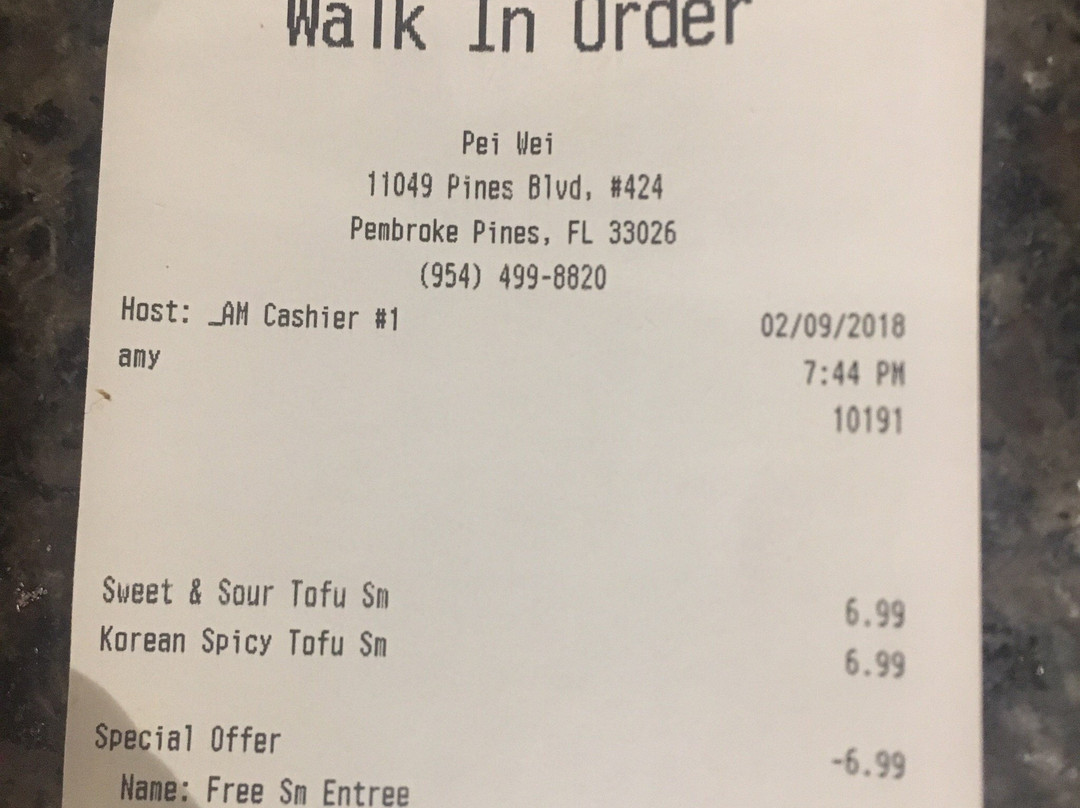 Walk In Order
Pei Wei
11049 Pines Blvd, #424
Pembroke Pines, FL 33026
(954) 499-8820
Host: _AM Cashier #1 02/09/2018
amy 7:44 PM
10191
Sweet & Sour Tofu Sm 6.99
Korean Spicy Tofu Sm 6.99
Special Offer -6.99
Name: Free Sm Entree